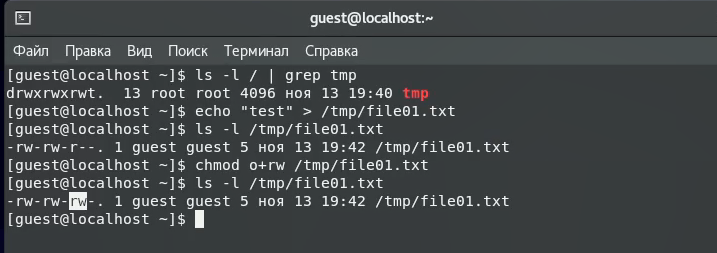 guest@localhost:~
Файл Правка Вид Поиск Терминал Справка
[guest@localhost ~]$ ls -l / | grep tmp
drwxrwxrwt.  13 root root 4096 ноя 13 19:40 tmp
[guest@localhost ~]$ echo "test" > /tmp/file01.txt
[guest@localhost ~]$ ls -l /tmp/file01.txt
-rw-rw-r--. 1 guest guest 5 ноя 13 19:42 /tmp/file01.txt
[guest@localhost ~]$ chmod o+rw /tmp/file01.txt
[guest@localhost ~]$ ls -l /tmp/file01.txt
-rw-rw-rw-. 1 guest guest 5 ноя 13 19:42 /tmp/file01.txt
[guest@localhost ~]$